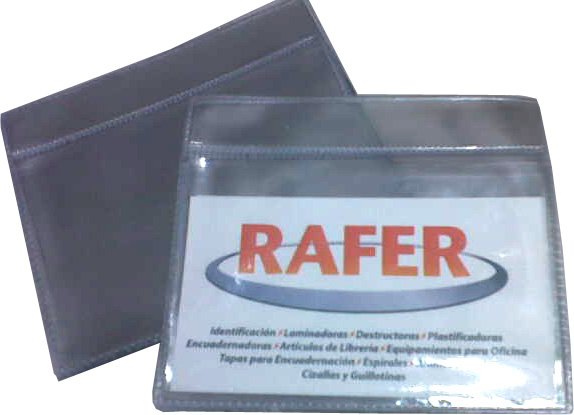 RAFER
Identificación • Laminadoras • Destructoras • Plastificadoras
Encuadernadoras • Artículos de Librería • Equipamientos para Oficina
Tapas para Encuadernación • Espirales •
Cizallas y Guillotinas